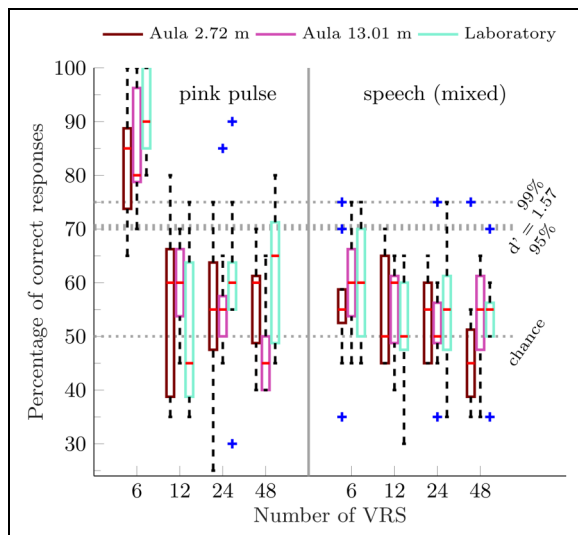 Aula 2.72 m Aula 13.01 m Laboratory
100
90
80
70
60
50
40
30
pink pulse speech (mixed)
99%
d' = 1.57
95%
chance
6 12 24 48 6 12 24 48
Percentage of correct responses
Number of VRS